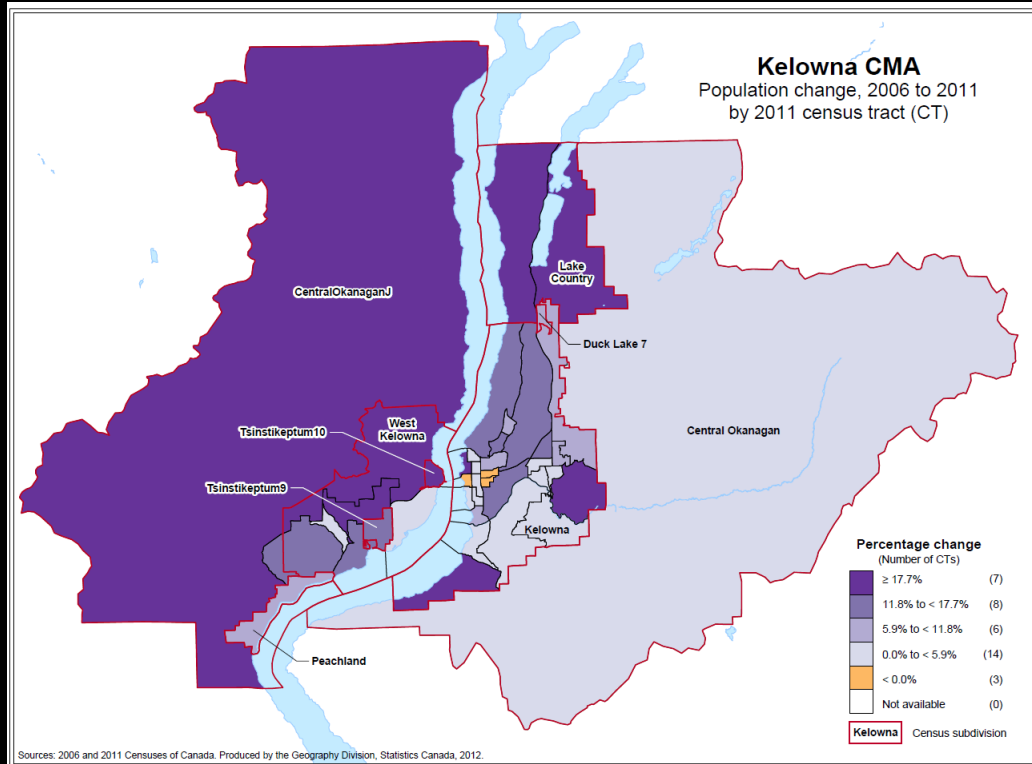 Kelowna CMA
Population change, 2006 to 2011
by 2011 census tract (CT)
Lake
Country
CentralOkanaganJ
Duck Lake 7
West
Kelowna
Tsinstikeptum10
Central Okanagan
Tsinstikeptum9
Kelowna
Peachland
Percentage change
(Number of CTs)
≥ 17.7% (7)
11.8% to < 17.7% (8)
5.9% to < 11.8% (6)
0.0% to < 5.9% (14)
< 0.0% (3)
Not available (0)
Kelowna Census subdivision
Sources: 2006 and 2011 Censuses of Canada. Produced by the Geography Division, Statistics Canada, 2012.